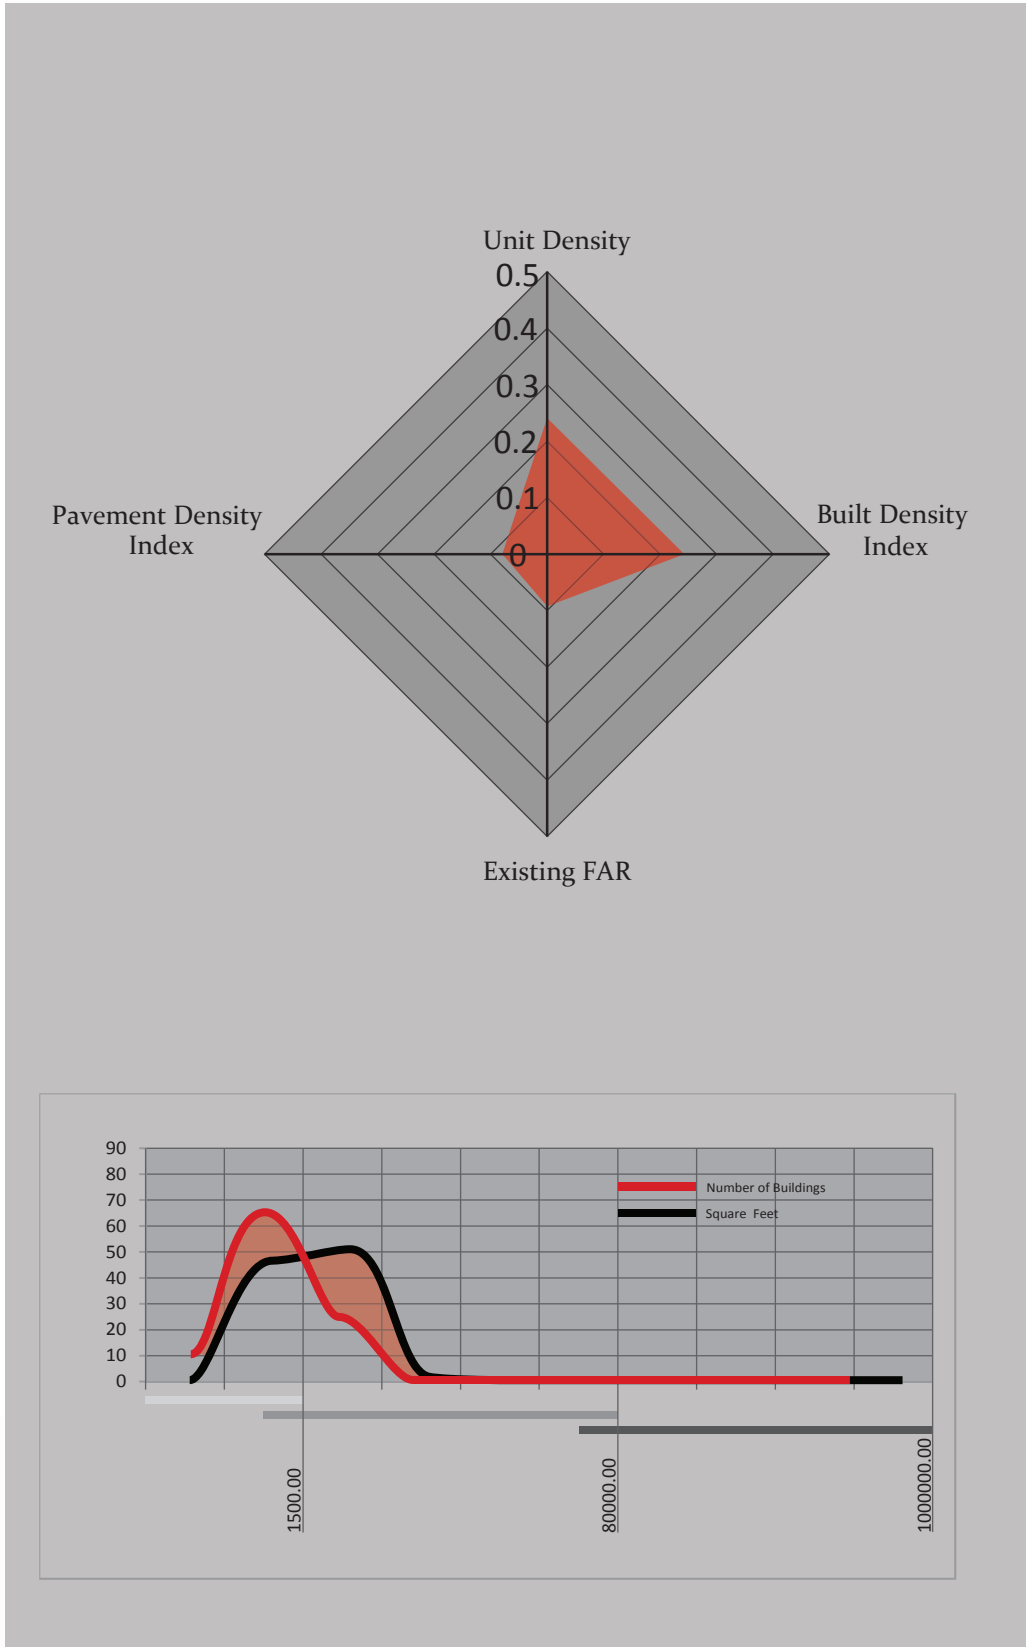 Unit Density
0.5
0.4
0.3
0.2
0.1
0
Pavement Density
Index
Built Density
Index
Existing FAR
90
80
70
60
50
40
30
20
10
0
Number of Buildings
Square Feet
1500.00
80000.00
1000000.00